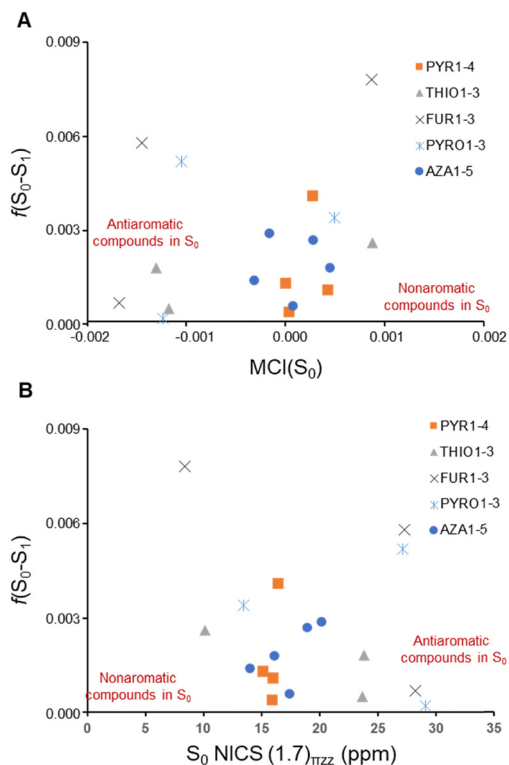 A
0.009
0.006
0.003
0.000
f(S₀-S₁)
PYR1-4
THIO1-3
FUR1-3
PYRO1-3
AZA1-5
Antiaromatic
compounds in S₀
Nonaromatic
compounds in S₀
-0.002 -0.001 0.000 0.001 0.002
MCI(S₀)
B
0.009
0.006
0.003
0.000
f(S₀-S₁)
PYR1-4
THIO1-3
FUR1-3
PYRO1-3
AZA1-5
Antiaromatic
compounds in S₀
Nonaromatic
compounds in S₀
0 5 10 15 20 25 30 35
S₀ NICS (1.7)πzz (ppm)